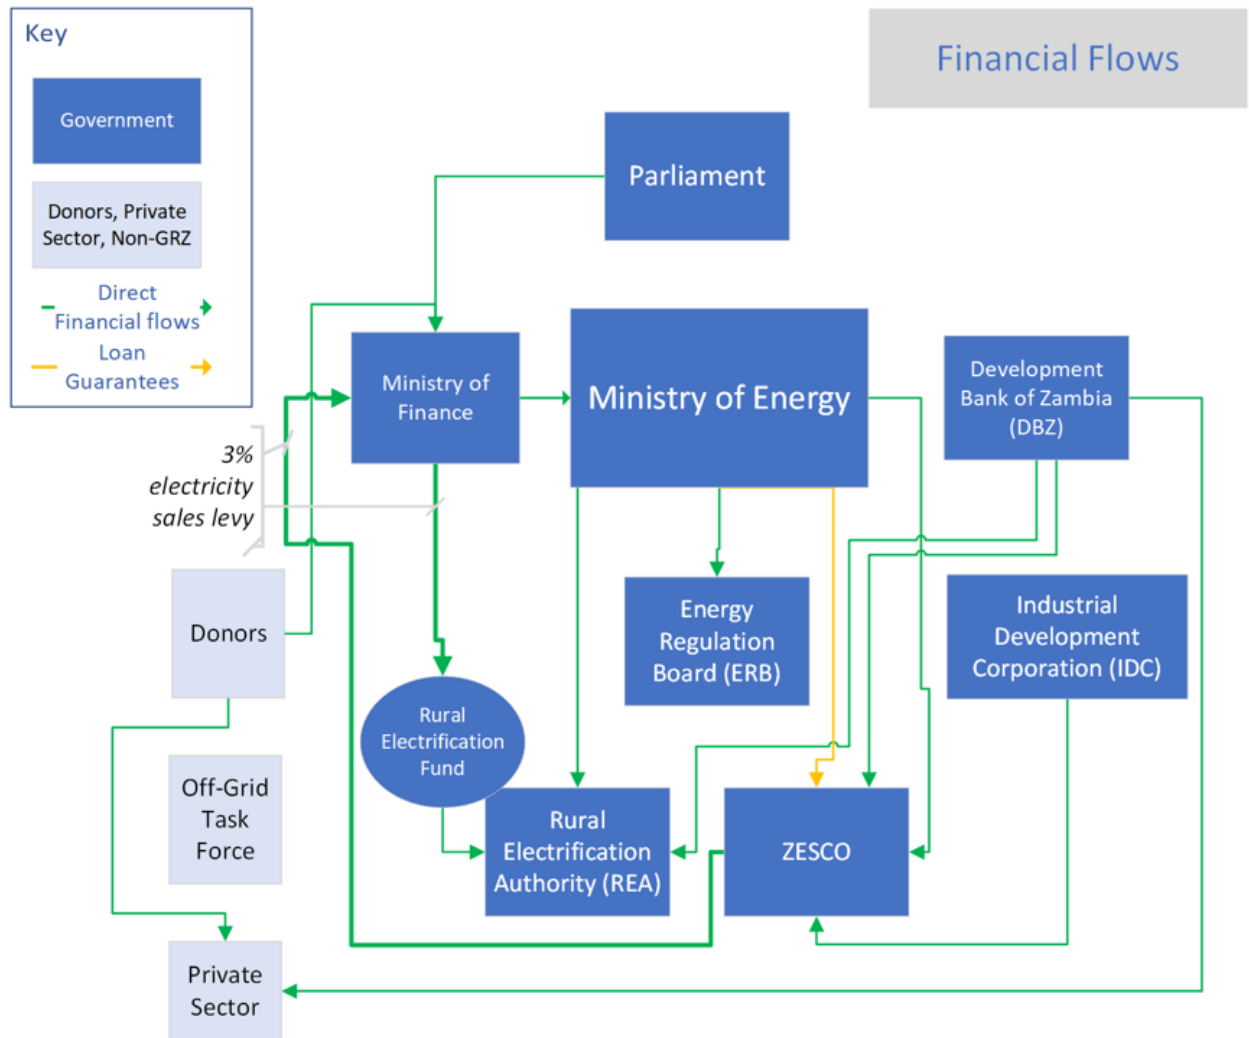 Key
Government
Donors, Private
Sector, Non-GRZ
Direct
Financial flows
Loan
Guarantees
Financial Flows
Parliament
Ministry of
Finance
Ministry of Energy
Development
Bank of Zambia
(DBZ)
3%
electricity
sales levy
Donors
Energy
Regulation
Board (ERB)
Industrial
Development
Corporation (IDC)
Rural
Electrification
Fund
Off-Grid
Task
Force
Rural
Electrification
Authority (REA)
ZESCO
Private
Sector